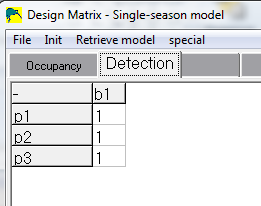 Design Matrix - Single-season model
File Init Retrieve model special
Occupancy Detection
- b1
p1 1
p2 1
p3 1